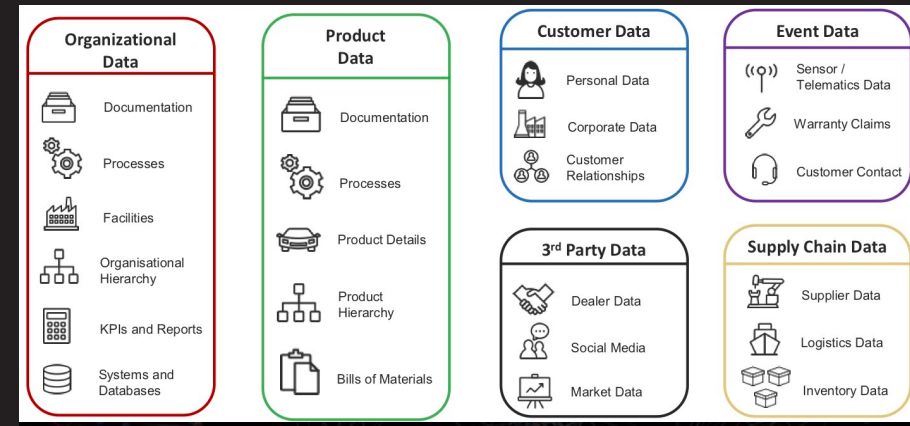 Organizational
Data
Documentation
Processes
Facilities
Organisational
Hierarchy
KPIs and Reports
Systems and
Databases
Product
Data
Documentation
Processes
Product Details
Product
Hierarchy
Bills of Materials
Customer Data
Personal Data
Corporate Data
Customer
Relationships
Event Data
Sensor /
Telematics Data
Warranty Claims
Customer Contact
3rd Party Data
Dealer Data
Social Media
Market Data
Supply Chain Data
Supplier Data
Logistics Data
Inventory Data